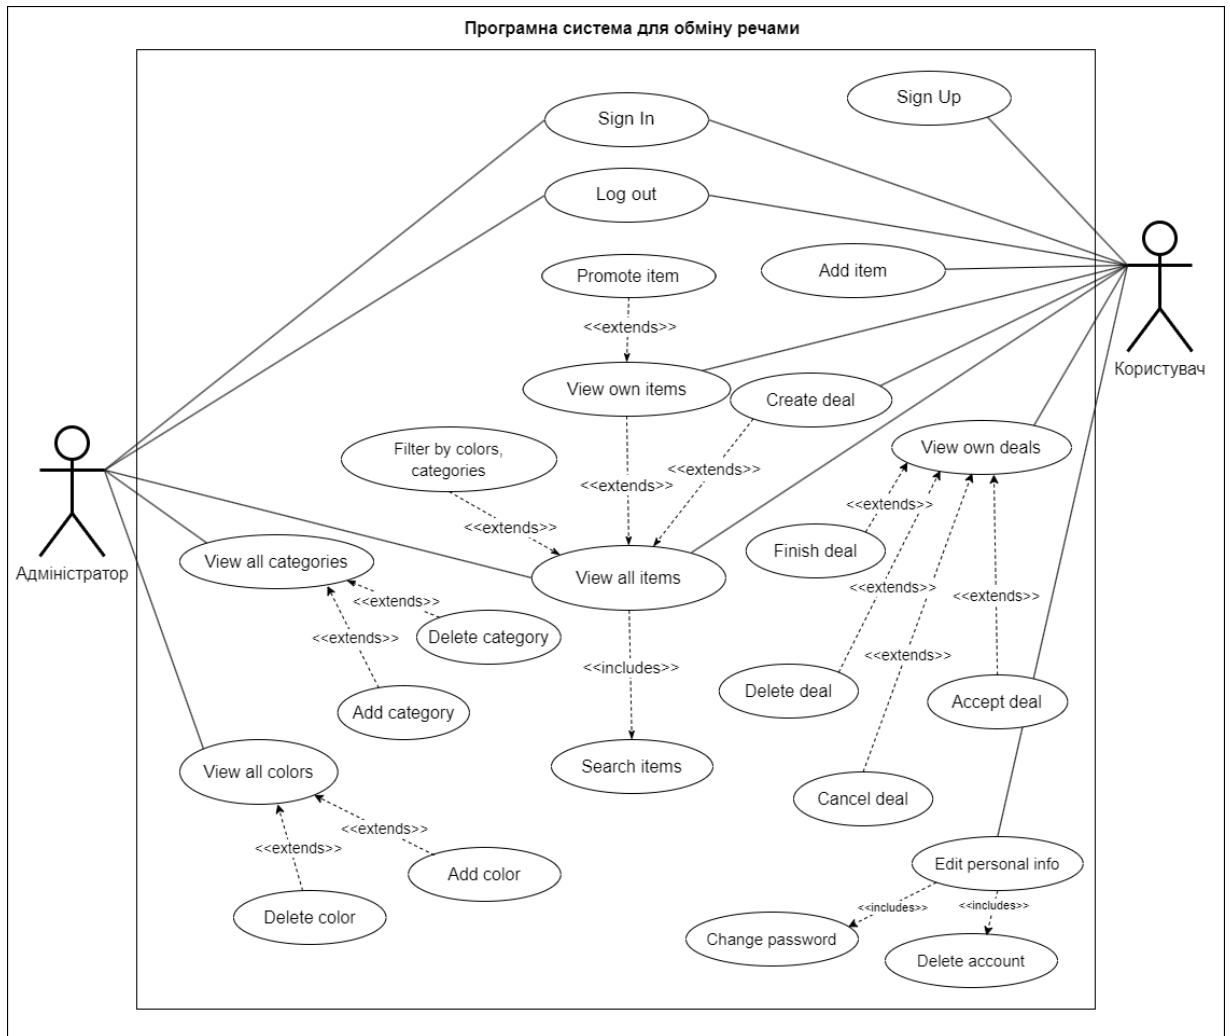 Програмна система для обміну речами
Sign Up
Sign In
Log out
Add item
Promote item
<<extends>>
Користувач
View own items
Create deal
Filter by colors,
categories
View own deals
<<extends>>
<<extends>>
<<extends>>
<<extends>>
Адміністратор
View all categories
View all items
Finish deal
<<extends>>
<<extends>>
<<extends>>
Delete category
<<extends>>
<<extends>>
<<includes>>
Delete deal
Accept deal
Add category
View all colors
Search items
Cancel deal
<<extends>>
<<extends>>
Add color
Edit personal info
Delete color
<<includes>>
<<includes>>
Change password
Delete account